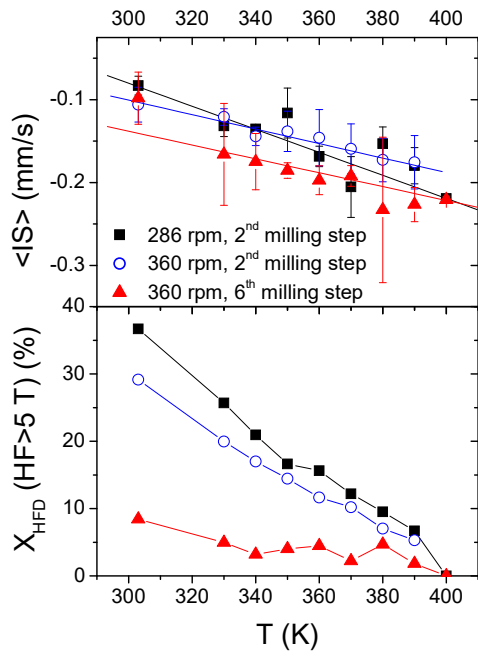 300 320 340 360 380 400
-0.1
-0.2
-0.3
<IS> (mm/s)
286 rpm, 2nd milling step
360 rpm, 2nd milling step
360 rpm, 6th milling step
40
30
20
10
0
XHFD (HF>5 T) (%)
300 320 340 360 380 400
T (K)